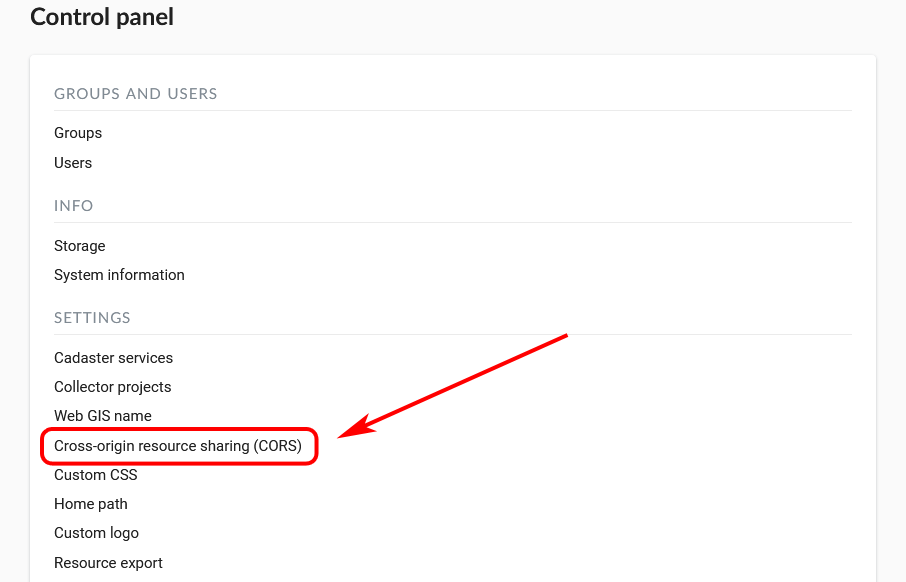 Control panel
GROUPS AND USERS
Groups
Users
INFO
Storage
System information
SETTINGS
Cadaster services
Collector projects
Web GIS name
Cross-origin resource sharing (CORS)
Custom CSS
Home path
Custom logo
Resource export